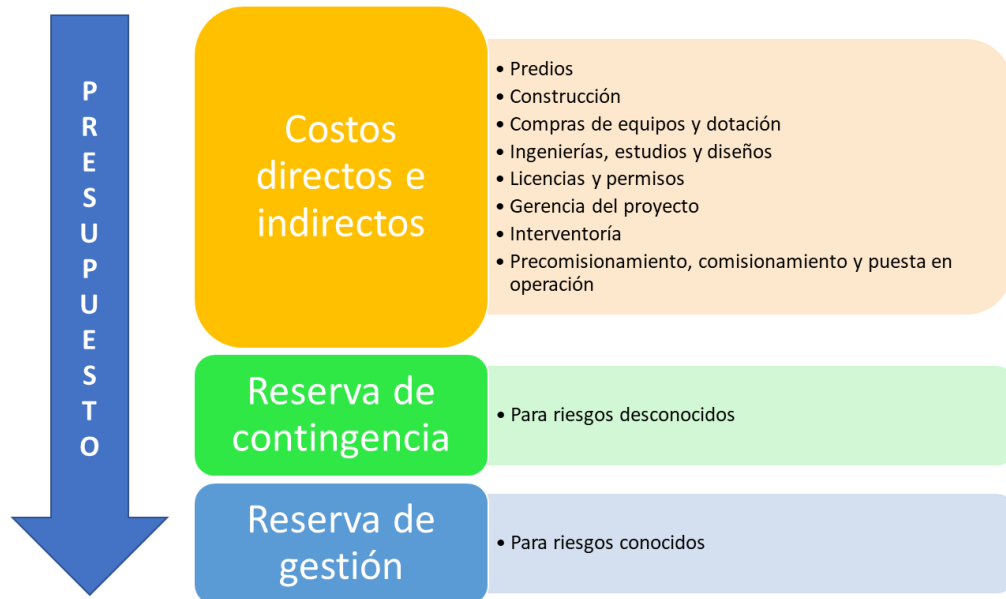 PRESUPUESTO
Costos
directos e
indirectos
• Predios
• Construcción
• Compras de equipos y dotación
• Ingenierías, estudios y diseños
• Licencias y permisos
• Gerencia del proyecto
• Interventoría
• Precomisionamiento, comisionamiento y puesta en
operación
Reserva de
contingencia
• Para riesgos desconocidos
Reserva de
gestión
• Para riesgos conocidos